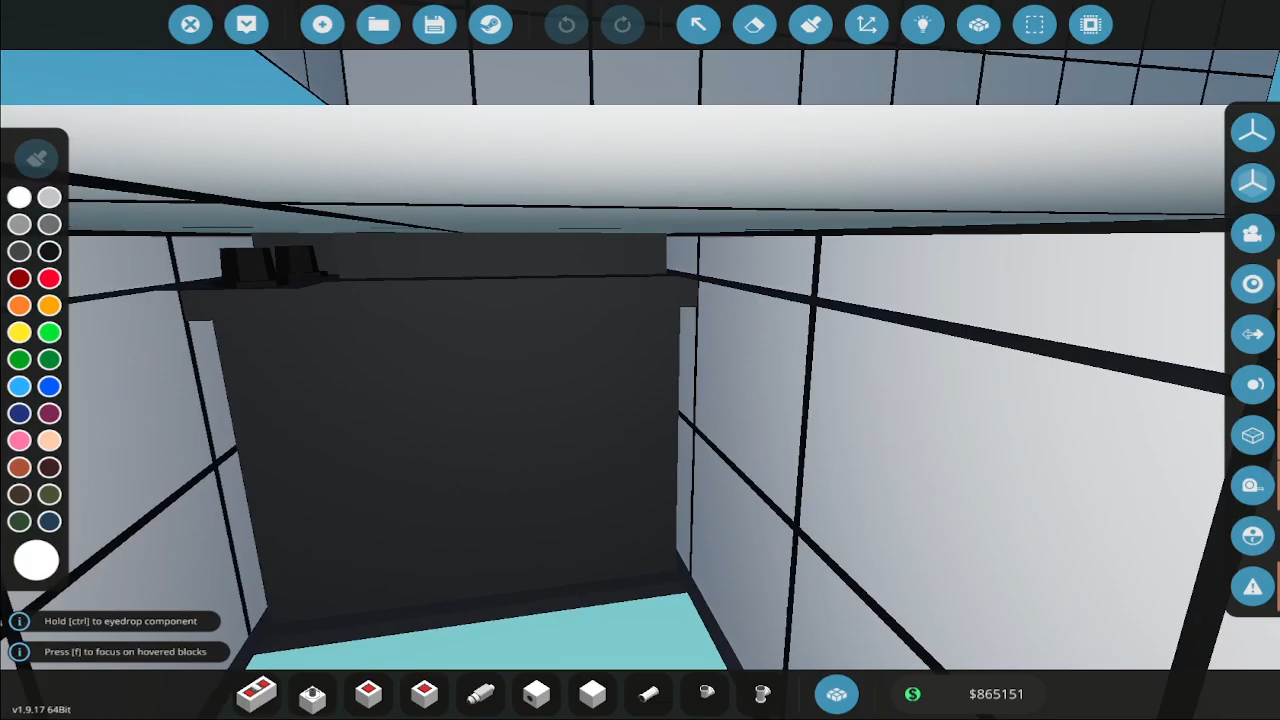 Hold [ctrl] to eyedrop component
Press [f] to focus on hovered blocks
$865151
v1.9.17 64Bit